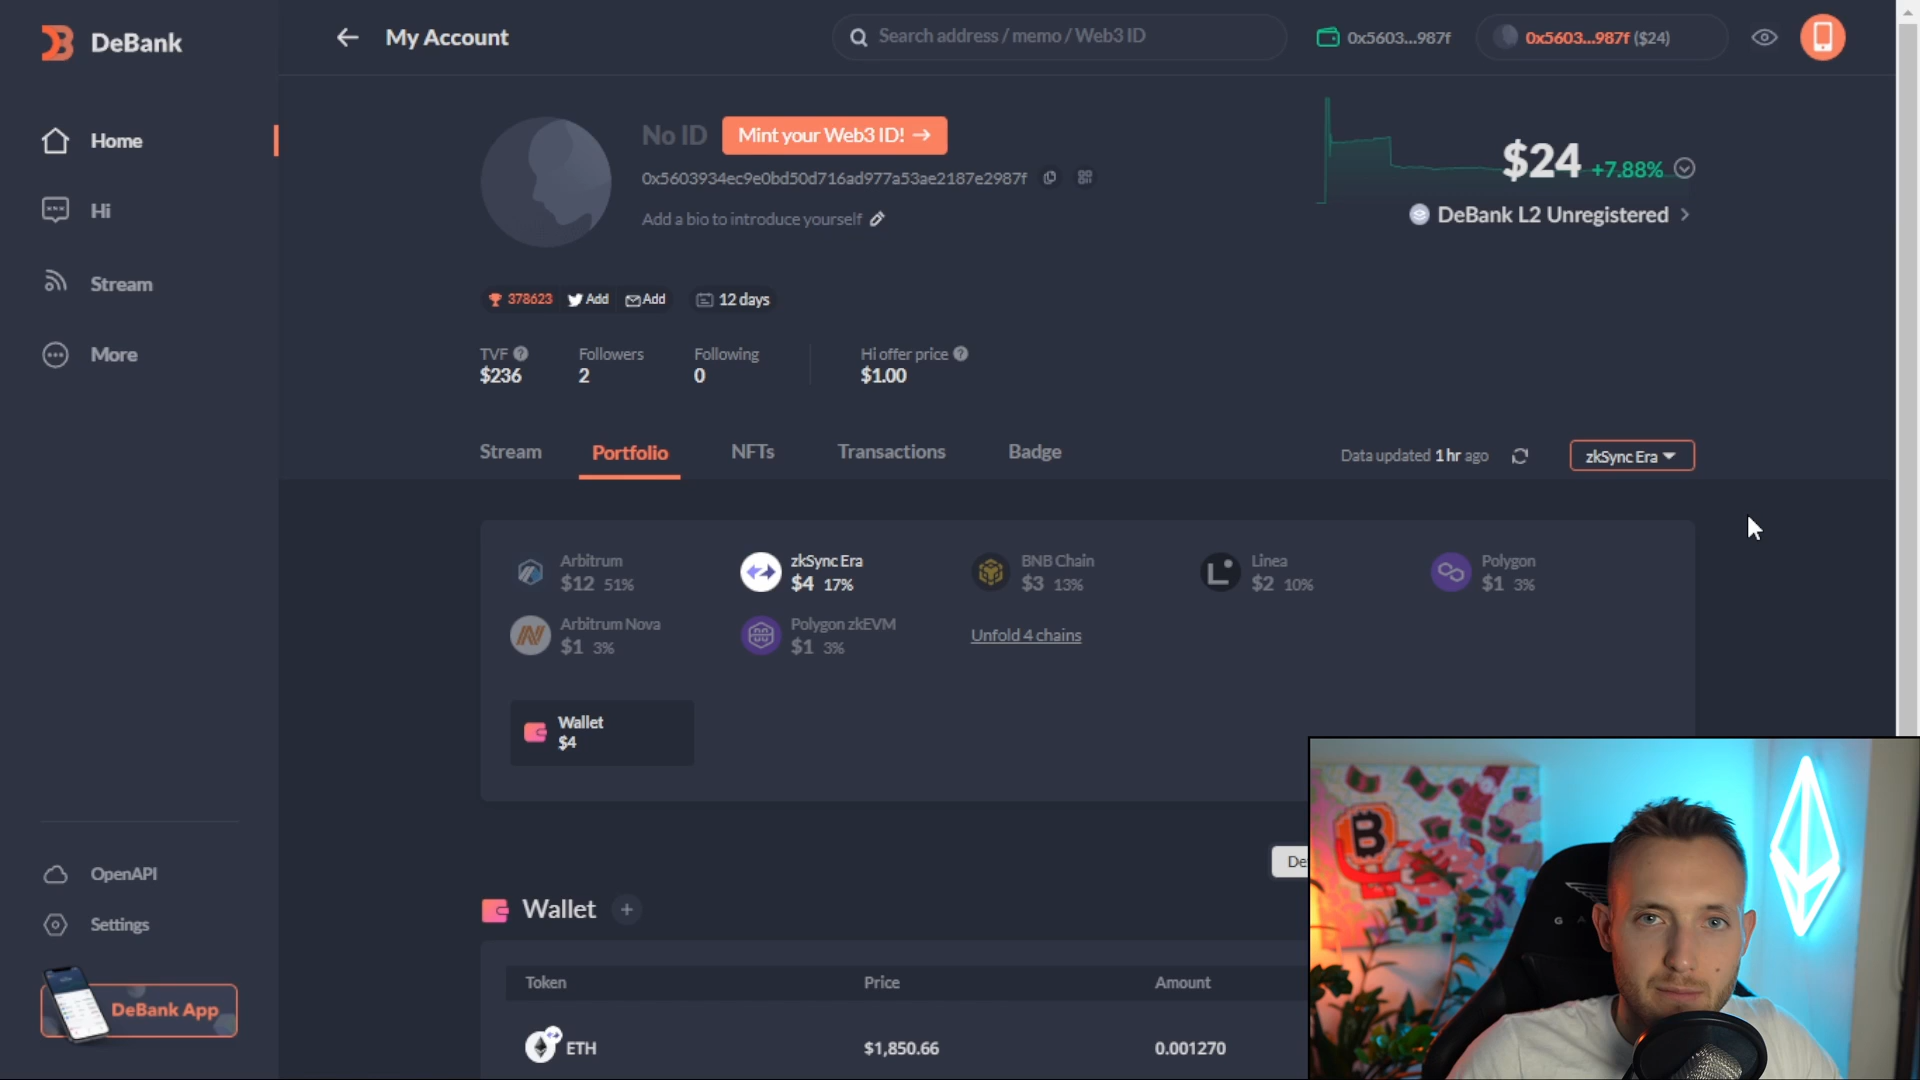 DeBank
My Account
Search address / memo / Web3 ID
0x5603...987f
0x5603...987f ($24)
Home
Hi
Stream
More
No ID
Mint your Web3 ID! →
0x5603934ec9e0bd50d716ad977a53ae2187e2987f
Add a bio to introduce yourself
$24 +7.88%
DeBank L2 Unregistered
378623
Add
Add
12 days
TVF
$236
Followers
2
Following
0
Hi offer price
$1.00
Stream
Portfolio
NFTs
Transactions
Badge
Data updated 1 hr ago
zkSync Era
Arbitrum
$12 51%
zkSync Era
$4 17%
BNB Chain
$3 13%
Linea
$2 10%
Polygon
$1 3%
Arbitrum Nova
$1 3%
Polygon zkEVM
$1 3%
Unfold 4 chains
Wallet
$4
De
Wallet
Token
Price
Amount
ETH
$1,850.66
0.001270
OpenAPI
Settings
DeBank App